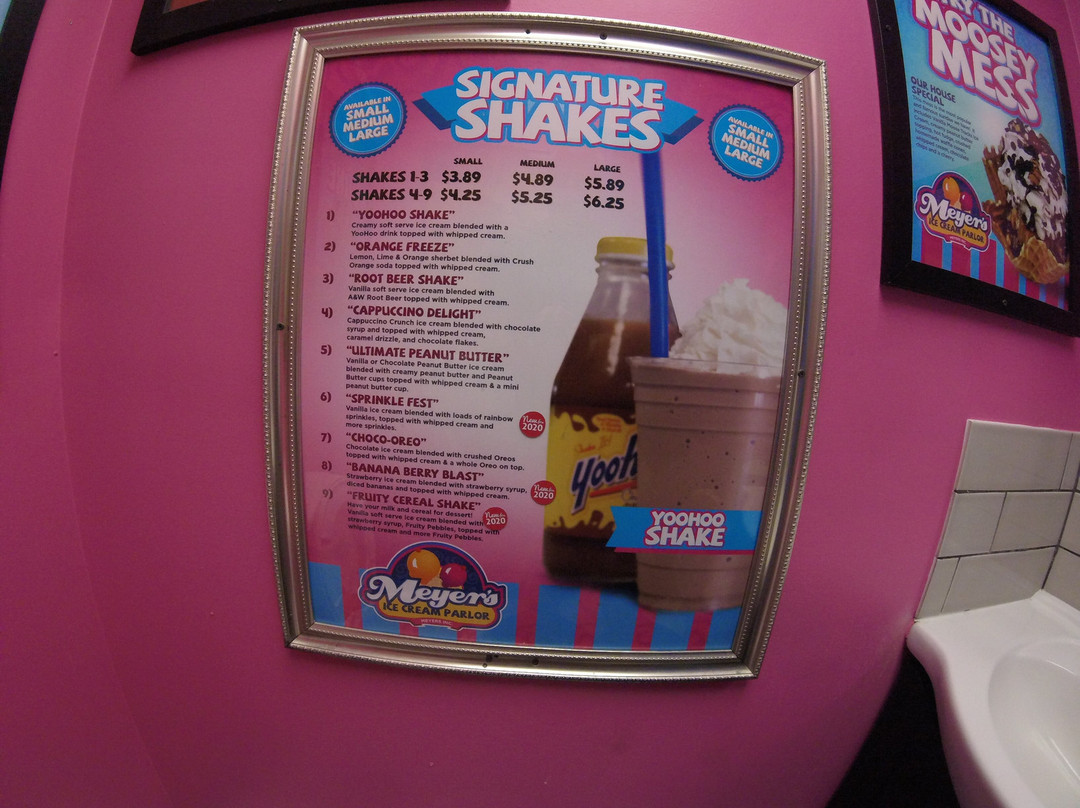 SIGNATURE
SHAKES
AVAILABLE IN
SMALL
MEDIUM
LARGE
AVAILABLE IN
SMALL
MEDIUM
LARGE
SMALL MEDIUM LARGE
SHAKES 1-3 $3.89 $4.89 $5.89
SHAKES 4-9 $4.25 $5.25 $6.25
1) "YOOHOO SHAKE"
Creamy soft serve ice cream blended with a
YooHoo drink topped with whipped cream.
2) "ORANGE FREEZE"
Lemon, Lime & Orange sherbet blended with Crush
Orange soda topped with whipped cream.
3) "ROOT BEER SHAKE"
Vanilla soft serve ice cream blended with
A&W Root Beer topped with whipped cream.
4) "CAPPUCCINO DELIGHT"
Cappuccino Crunch ice cream blended with chocolate
syrup and topped with whipped cream,
caramel drizzle, and chocolate flakes.
5) "ULTIMATE PEANUT BUTTER"
Vanilla or Chocolate Peanut Butter ice cream
blended with creamy peanut butter and Peanut
Butter cups topped with whipped cream & a mini
peanut butter cup.
6) "SPRINKLE FEST"
Vanilla ice cream blended with loads of rainbow
sprinkles, topped with whipped cream and
more sprinkles.
New in 2020
7) "CHOCO-OREO"
Chocolate ice cream blended with crushed Oreos
topped with whipped cream & a whole Oreo on top.
8) "BANANA BERRY BLAST"
Strawberry ice cream blended with strawberry syrup,
diced bananas and topped with whipped cream.
New in 2020
9) "FRUITY CEREAL SHAKE"
Have your milk and cereal for dessert!
Vanilla soft serve ice cream blended with
strawberry syrup, Fruity Pebbles, topped with
whipped cream and more Fruity Pebbles.
New in 2020
Yooh
YOOHOO
SHAKE
Meyer's
ICE CREAM PARLOR
THE
MOOSEY
MESS
OUR HOUSE
SPECIAL
Meyer's
ICE CREAM PARLOR